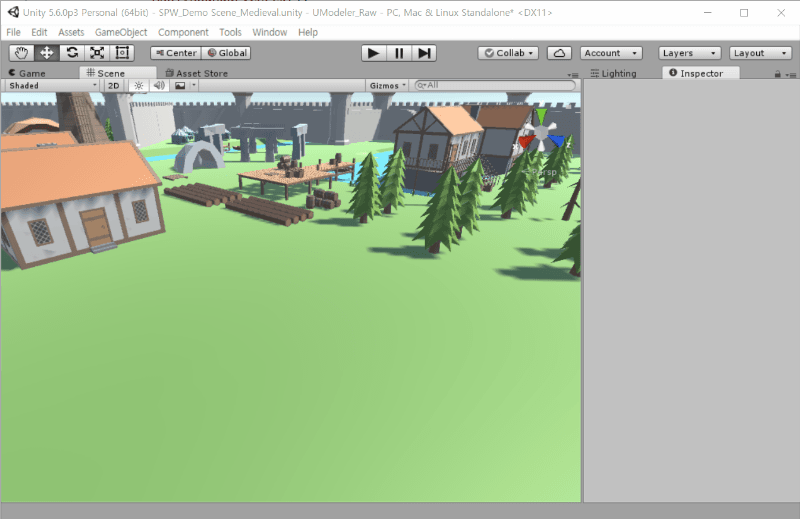 Unity 5.6.0p3 Personal (64bit) - SPW_Demo Scene_Medieval.unity - UModeler_Raw - PC, Mac & Linux Standalone* <DX11>
File Edit Assets GameObject Component Tools Window Help
Center Global Collab Account Layers Layout
Game Scene Asset Store Lighting Inspector
Shaded 2D Gizmos All
x
Persp